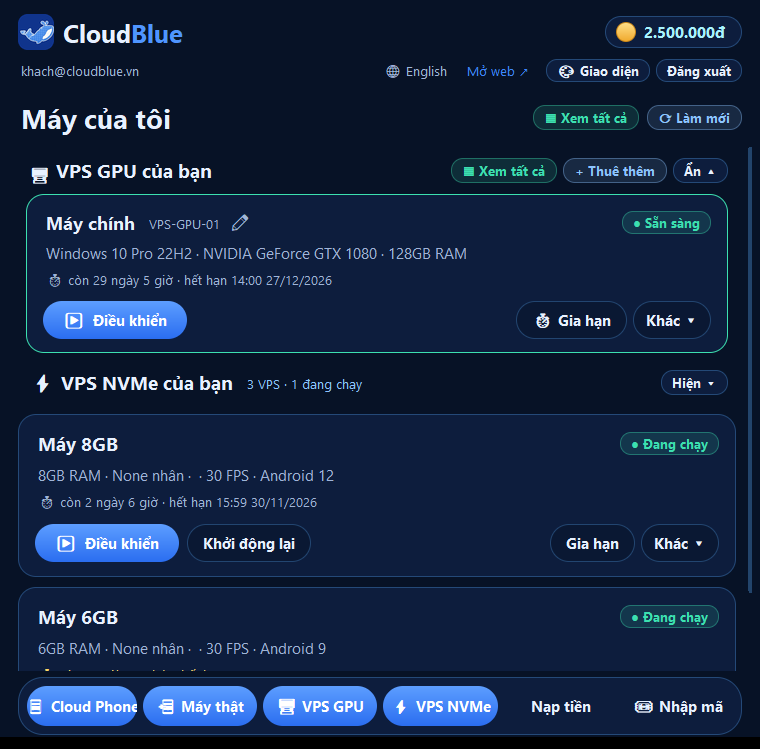 CloudBlue
2.500.000đ
khach@cloudblue.vn
English
Mở web ↗
Giao diện
Đăng xuất
Máy của tôi
Xem tất cả
Làm mới
VPS GPU của bạn
Xem tất cả
+ Thuê thêm
Ẩn ▲
Máy chính VPS-GPU-01
● Sẵn sàng
Windows 10 Pro 22H2 · NVIDIA GeForce GTX 1080 · 128GB RAM
còn 29 ngày 5 giờ · hết hạn 14:00 27/12/2026
Điều khiển
Gia hạn
Khác ▼
VPS NVMe của bạn 3 VPS · 1 đang chạy
Hiện ▼
Máy 8GB
● Đang chạy
8GB RAM · None nhân · · 30 FPS · Android 12
còn 2 ngày 6 giờ · hết hạn 15:59 30/11/2026
Điều khiển
Khởi động lại
Gia hạn
Khác ▼
Máy 6GB
● Đang chạy
6GB RAM · None nhân · · 30 FPS · Android 9
Cloud Phone
Máy thật
VPS GPU
VPS NVMe
Nạp tiền
Nhập mã